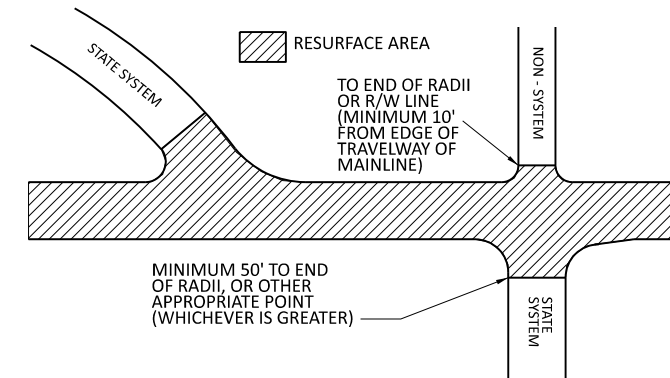 STATE SYSTEM
RESURFACE AREA
NON - SYSTEM
TO END OF RADII
OR R/W LINE
(MINIMUM 10'
FROM EDGE OF
TRAVELWAY OF
MAINLINE)
MINIMUM 50' TO END
OF RADII, OR OTHER
APPROPRIATE POINT
(WHICHEVER IS GREATER)
STATE
SYSTEM